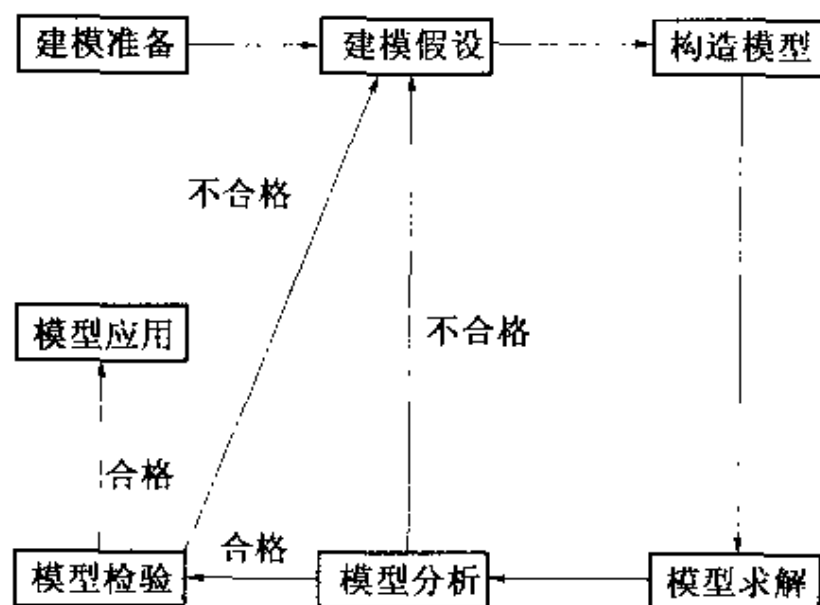 建模准备
建模假设
构造模型
不合格
模型应用
不合格
合格
合格
模型检验
模型分析
模型求解